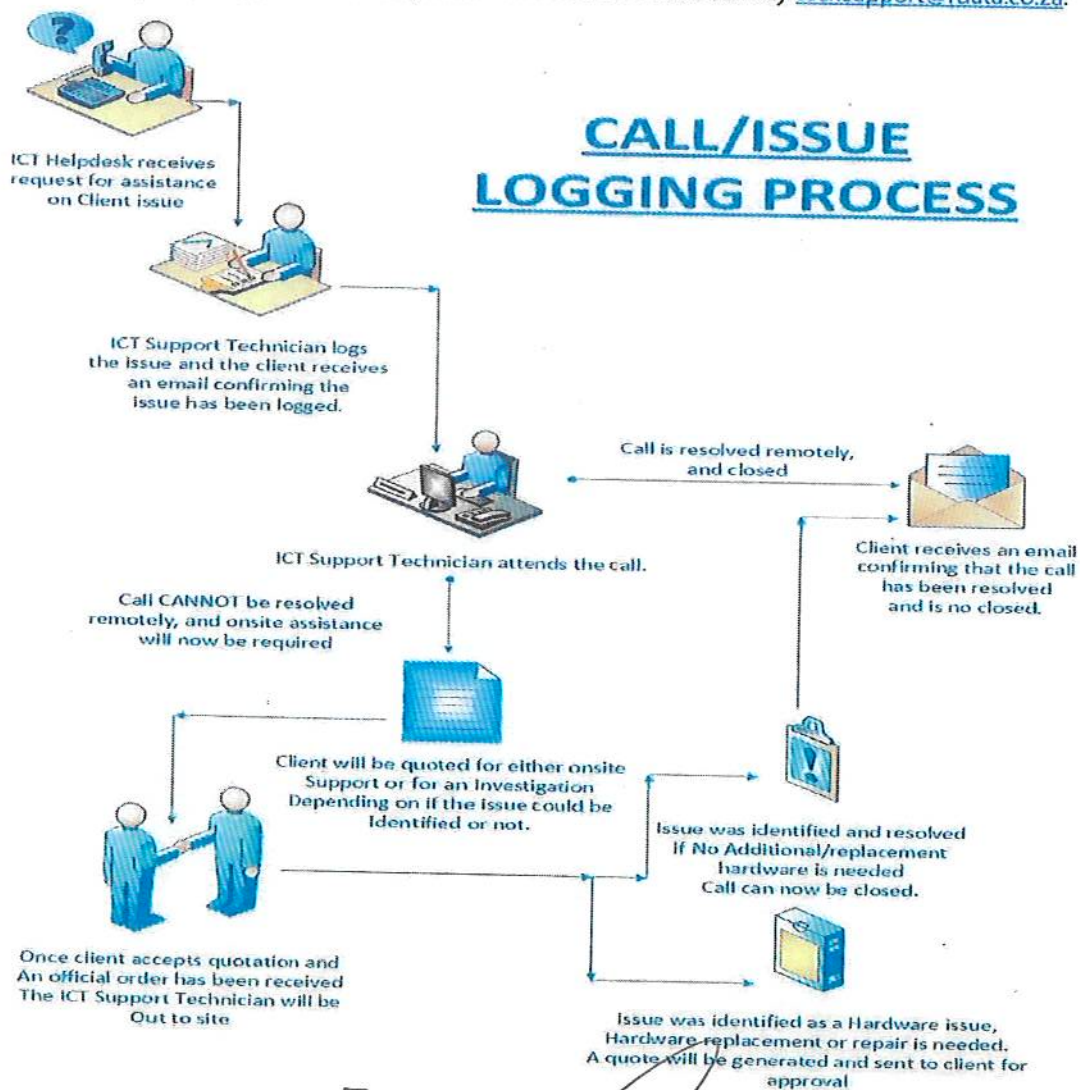 CALL/ISSUE
LOGGING PROCESS
ICT Helpdesk receives
request for assistance
on Client issue
ICT Support Technician logs
the issue and the client receives
an email confirming the
issue has been logged.
Call is resolved remotely,
and closed
ICT Support Technician attends the call.
Client receives an email
confirming that the call
has been resolved
and is no closed.
Call CANNOT be resolved
remotely, and onsite assistance
will now be required
Client will be quoted for either onsite
Support or for an Investigation
Depending on if the issue could be
Identified or not.
Issue was identified and resolved
if No Additional/replacement
hardware is needed
Call can now be closed.
Once client accepts quotation and
An official order has been received
The ICT Support Technician will be
Out to site
Issue was identified as a Hardware issue,
Hardware replacement or repair is needed.
A quote will be generated and sent to client for
approval